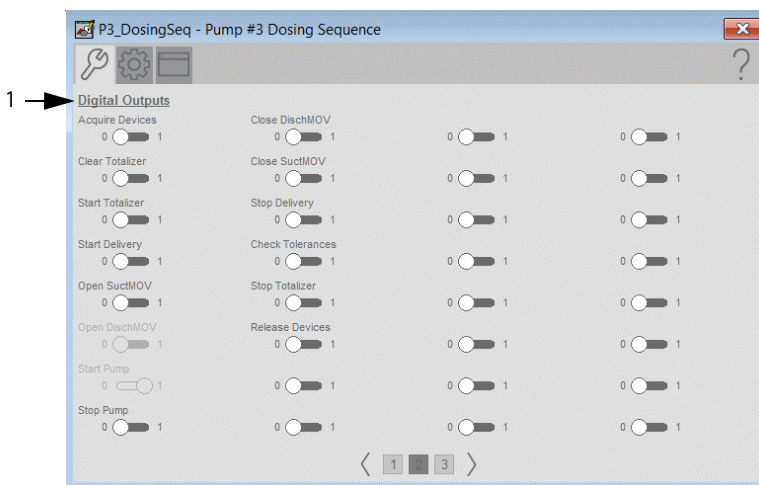 P3_DosingSeq - Pump #3 Dosing Sequence
?
1
Digital Outputs
Acquire Devices Close DischMOV
0 1 0 1 0 1 0 1
Clear Totalizer Close SuctMOV
0 1 0 1 0 1 0 1
Start Totalizer Stop Delivery
0 1 0 1 0 1 0 1
Start Delivery Check Tolerances
0 1 0 1 0 1 0 1
Open SuctMOV Stop Totalizer
0 1 0 1 0 1 0 1
Open DischMOV Release Devices
0 1 0 1 0 1 0 1
Start Pump
0 1 0 1 0 1 0 1
Stop Pump
0 1 0 1 0 1 0 1
1 2 3